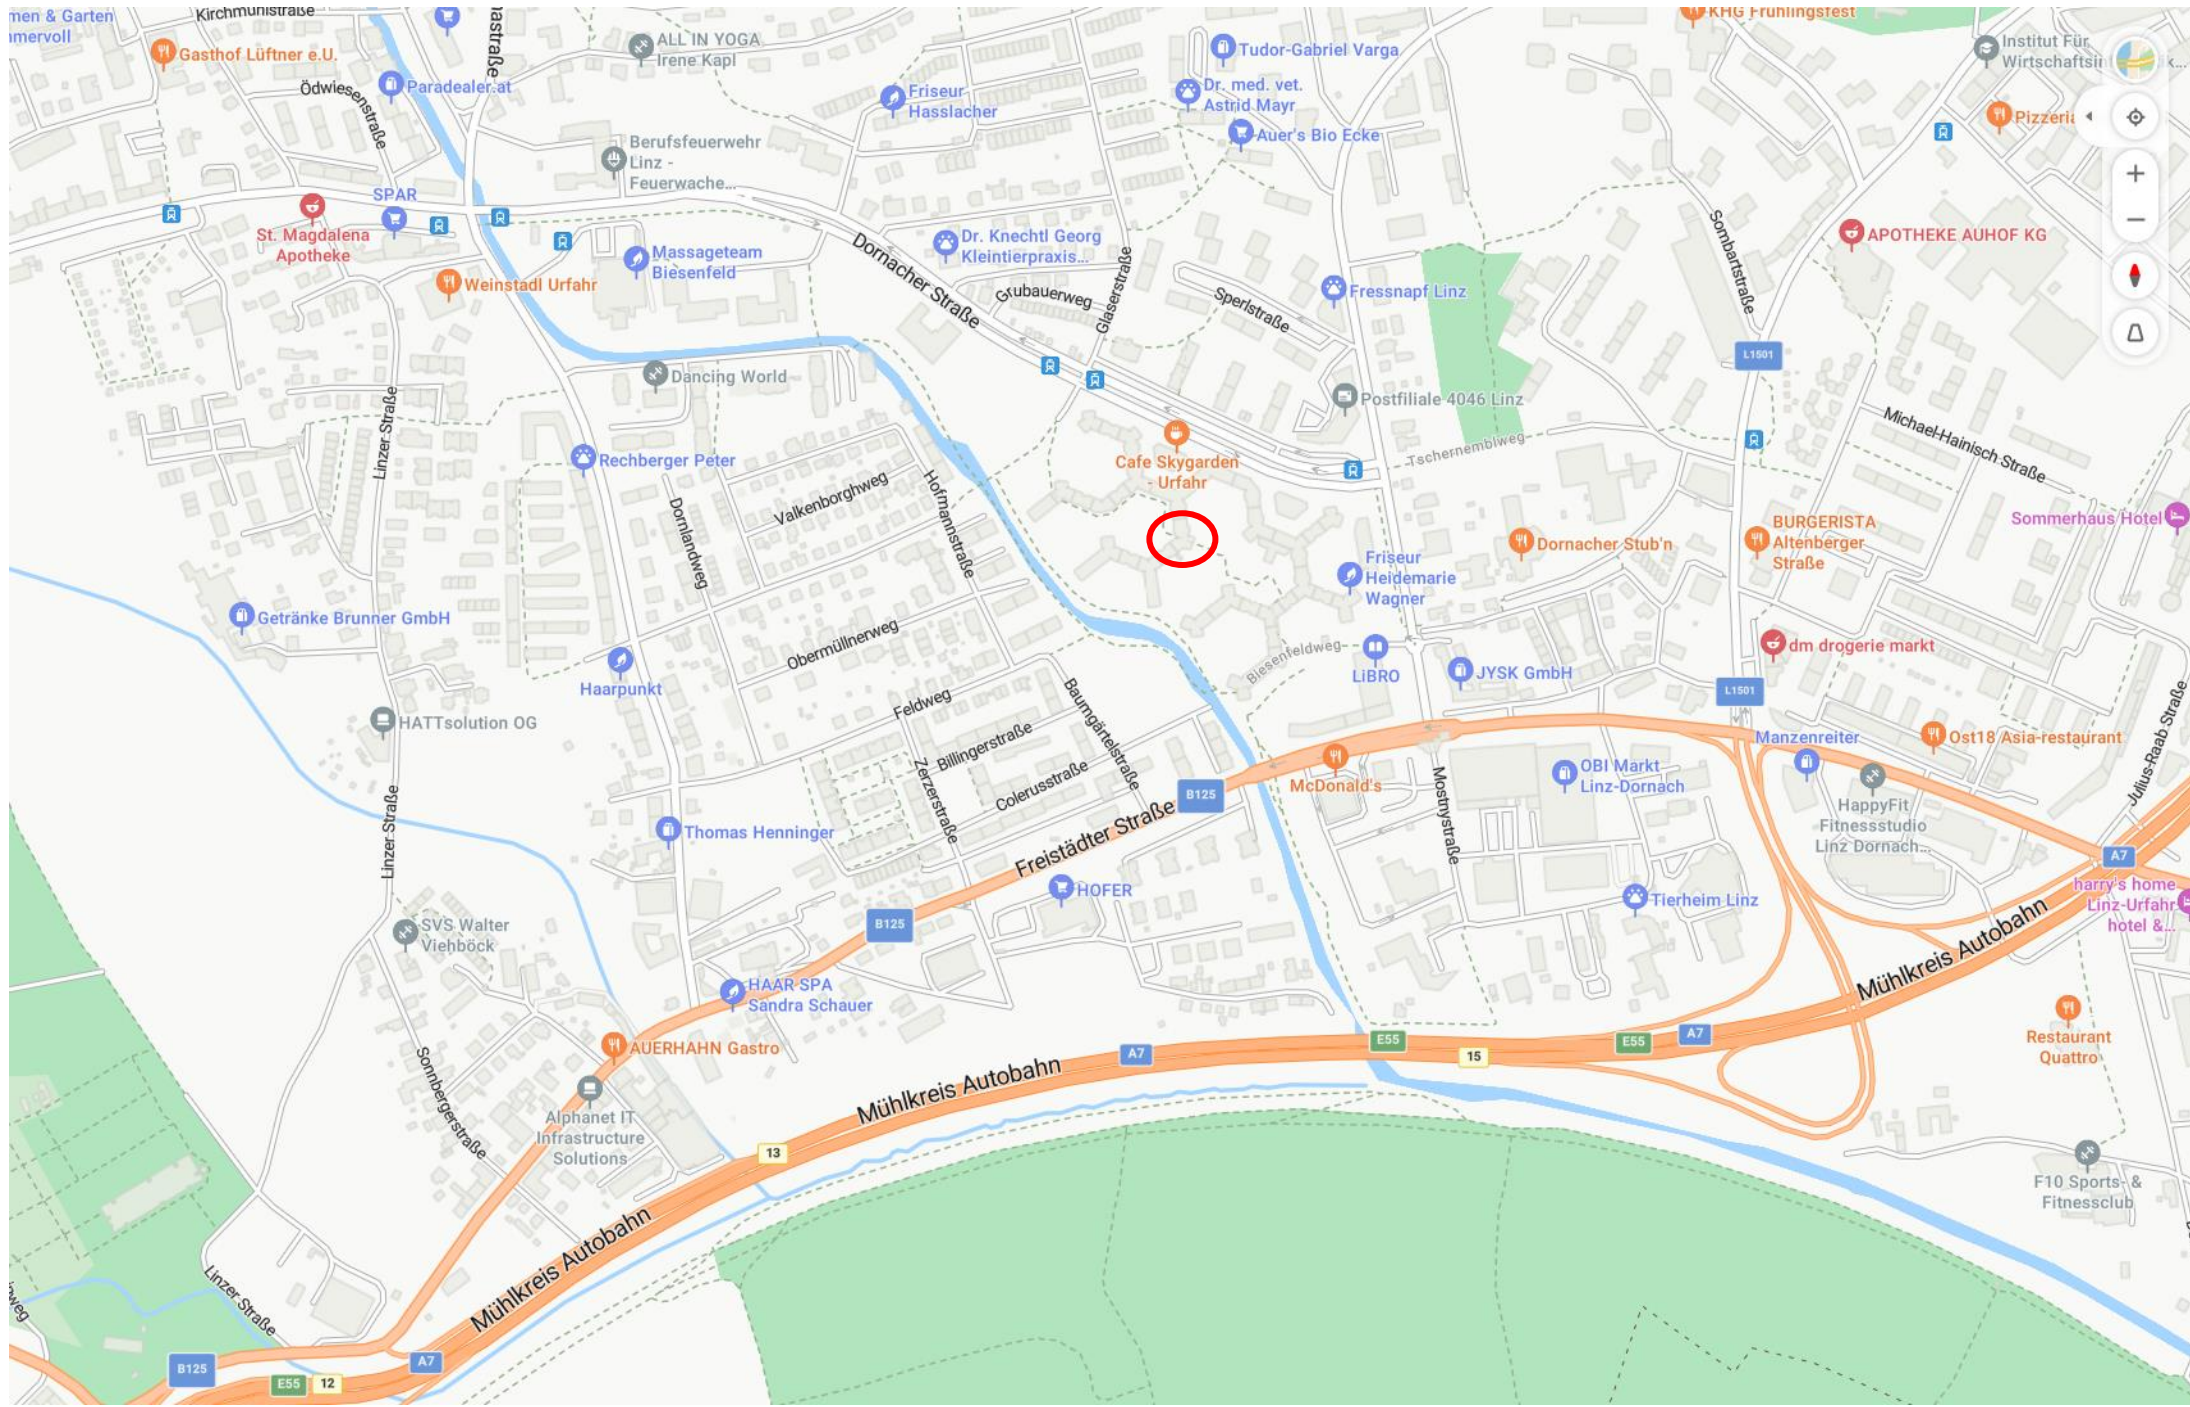 Kirchmühlstraße
KHG Frühlingsfest
Gasthof Lüftner e.U.
ALL IN YOGA
Irene Kapl
Tudor-Gabriel Varga
Institut Für
Paradealer.at
Ödwiesenstraße
Friseur
Hasslacher
Dr. med. vet.
Astrid Mayr
Auer's Bio Ecke
Pizzeria
Berufsfeuerwehr
Linz -
Feuerwache...
SPAR
St. Magdalena
Apotheke
Massageteam
Biesenfeld
Weinstadl Urfahr
Dornacher Straße
Dr. Knechtl Georg
Kleintierpraxis...
Grubauerweg
Glaserstraße
Sperlstraße
Fressnapf Linz
Sombartstraße
APOTHEKE AUHOF KG
L1501
Dancing World
Postfiliale 4046 Linz
Linzer Straße
Rechberger Peter
Cafe Skygarden
- Urfahr
Tschernemblweg
Michael-Hainisch Straße
Valkenborghweg
Hofmannstraße
Dornlandweg
Dornacher Stub'n
BURGERISTA
Altenberger
Straße
Sommerhaus Hotel
Friseur
Heidemarie
Wagner
Getränke Brunner GmbH
Obermüllnerweg
Biesenfeldweg
LIBRO
JYSK GmbH
dm drogerie markt
Haarpunkt
L1501
HATTsolution OG
Feldweg
Billingerstraße
Baumgärtelstraße
Zerzerstraße
Colerusstraße
Manzenreiter
Ost18 Asia-restaurant
Julius-Raab-Straße
McDonald's
OBI Markt
Linz-Dornach
Mostnystraße
B125
Freistädter Straße
HappyFit
Fitnessstudio
Linz Dornach...
Thomas Henninger
Linzer Straße
A7
HOFER
Tierheim Linz
harry's home
Linz-Urfahr
hotel &...
SVS Walter
Viehböck
B125
Mühlkreis Autobahn
HAAR SPA
Sandra Schauer
Restaurant
Quattro
AUERHAHN Gastro
A7
E55
15
E55
A7
Mühlkreis Autobahn
Sonnbergerstraße
Alphanet IT
Infrastructure
Solutions
13
F10 Sports- &
Fitnessclub
Mühlkreis Autobahn
Linzer Straße
B125
A7
E55
12